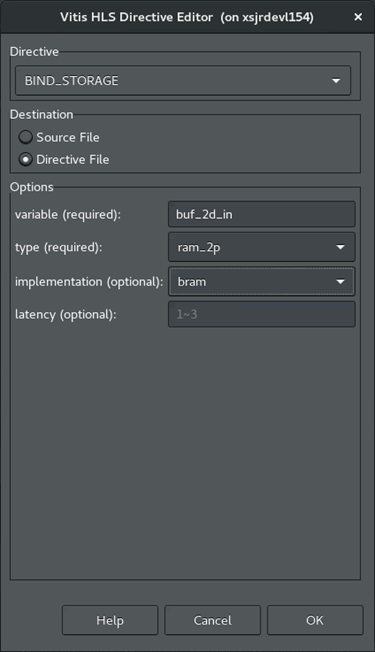 Vitis HLS Directive Editor (on xsjrdevl154) ×
Directive
BIND_STORAGE
Destination
Source File
Directive File
Options
variable (required): buf_2d_in
type (required): ram_2p
implementation (optional): bram
latency (optional): 1~3
Help Cancel OK